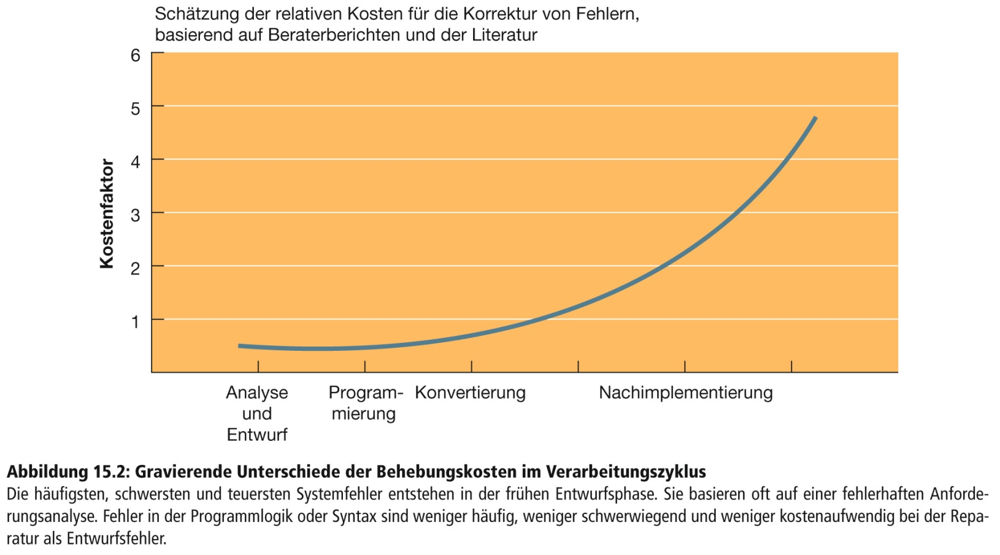 Schätzung der relativen Kosten für die Korrektur von Fehlern,
basierend auf Beraterberichten und der Literatur
6
5
4
3
2
1
Kostenfaktor
Analyse
und
Entwurf
Program-
mierung
Konvertierung
Nachimplementierung
Abbildung 15.2: Gravierende Unterschiede der Behebungskosten im Verarbeitungszyklus
Die häufigsten, schwersten und teuersten Systemfehler entstehen in der frühen Entwurfsphase. Sie basieren oft auf einer fehlerhaften Anforde-
rungsanalyse. Fehler in der Programmlogik oder Syntax sind weniger häufig, weniger schwerwiegend und weniger kostenaufwendig bei der Repa-
ratur als Entwurfsfehler.